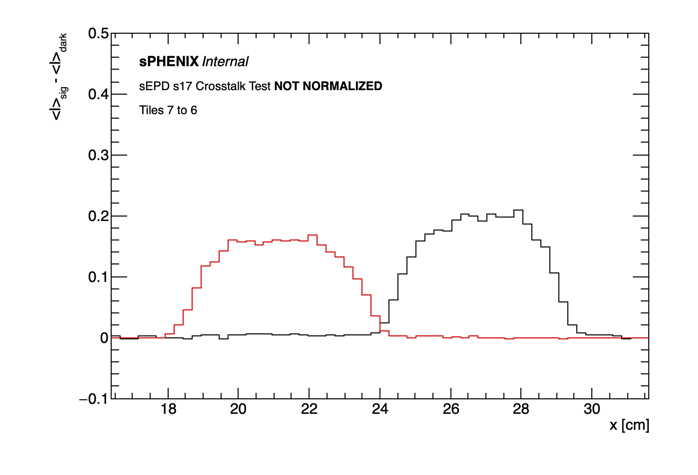 0.5
0.4
0.3
0.2
0.1
0
−0.1
<|I|>sig - <|I|>dark
sPHENIX Internal
sEPD s17 Crosstalk Test NOT NORMALIZED
Tiles 7 to 6
18 20 22 24 26 28 30
x [cm]